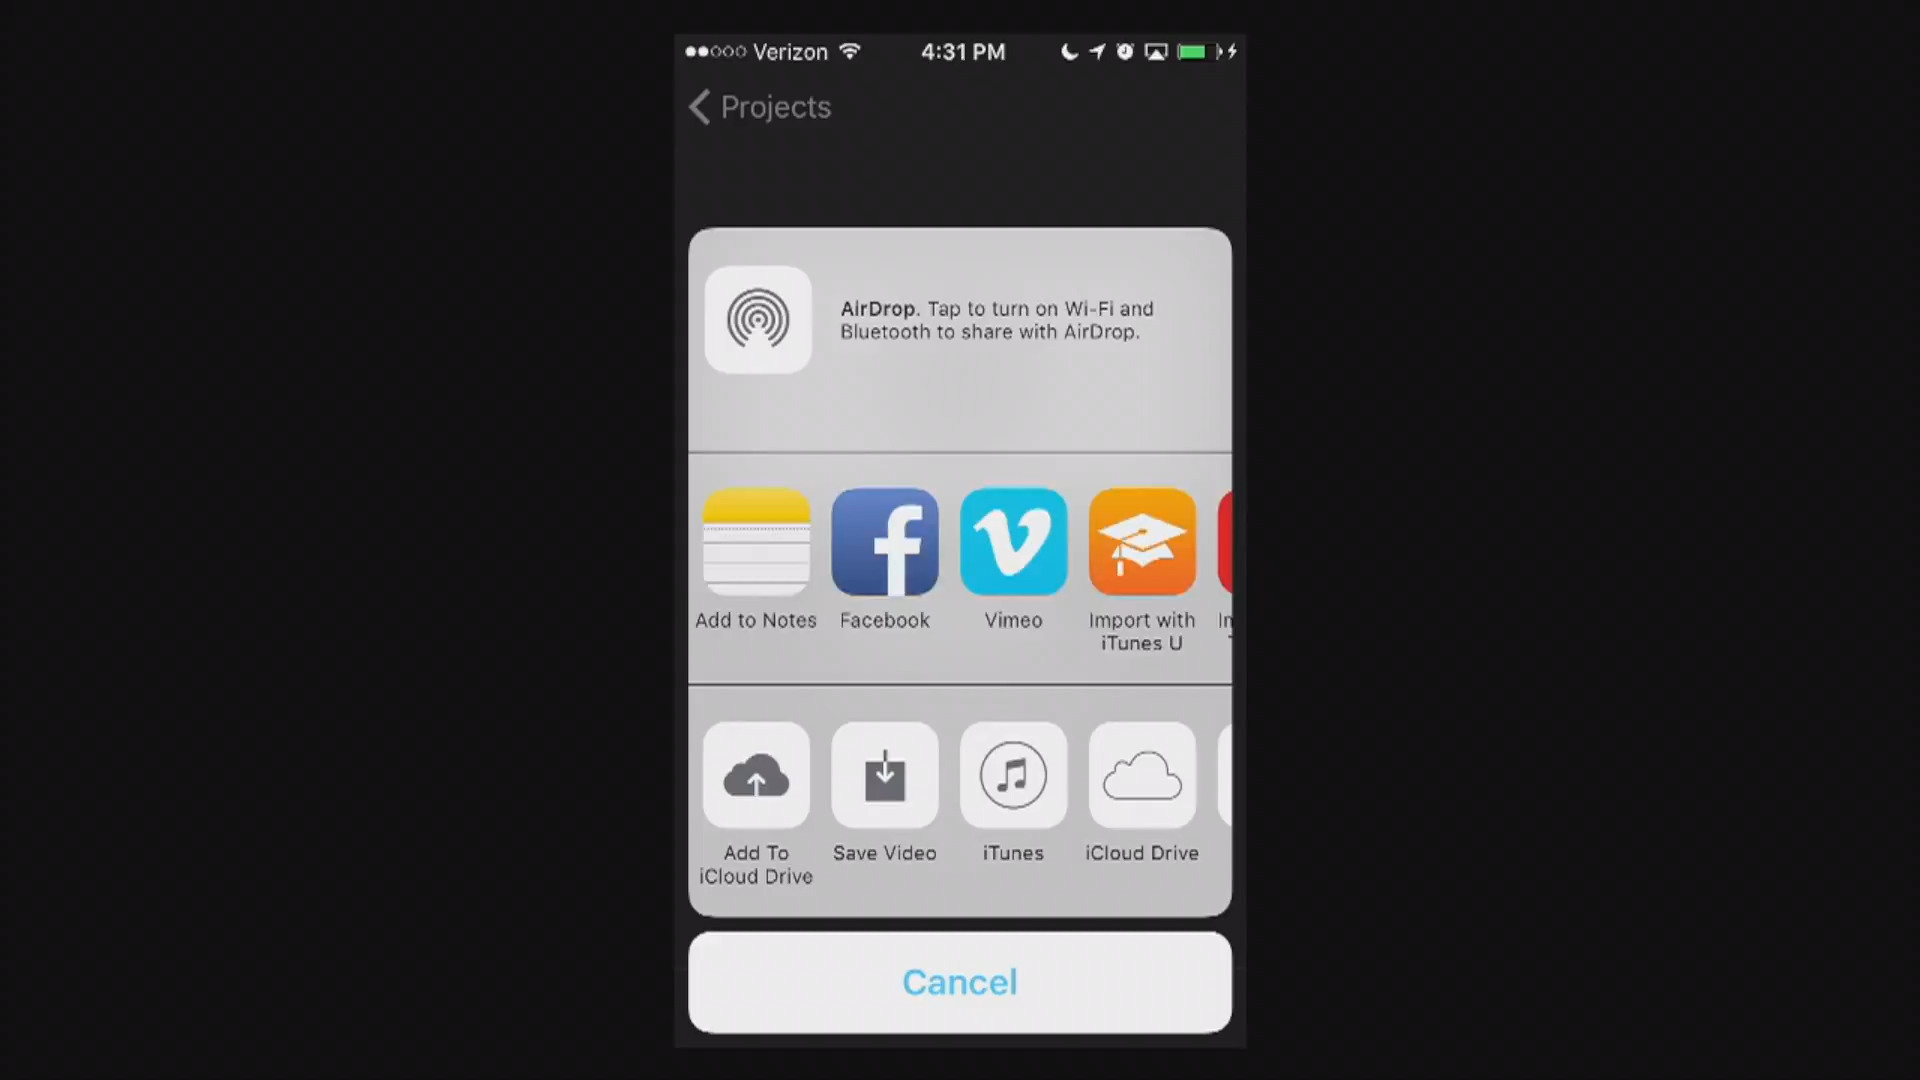 Verizon
4:31 PM
Projects
AirDrop. Tap to turn on Wi-Fi and
Bluetooth to share with AirDrop.
Add to Notes
Facebook
Vimeo
Import with
iTunes U
Add To
iCloud Drive
Save Video
iTunes
iCloud Drive
Cancel